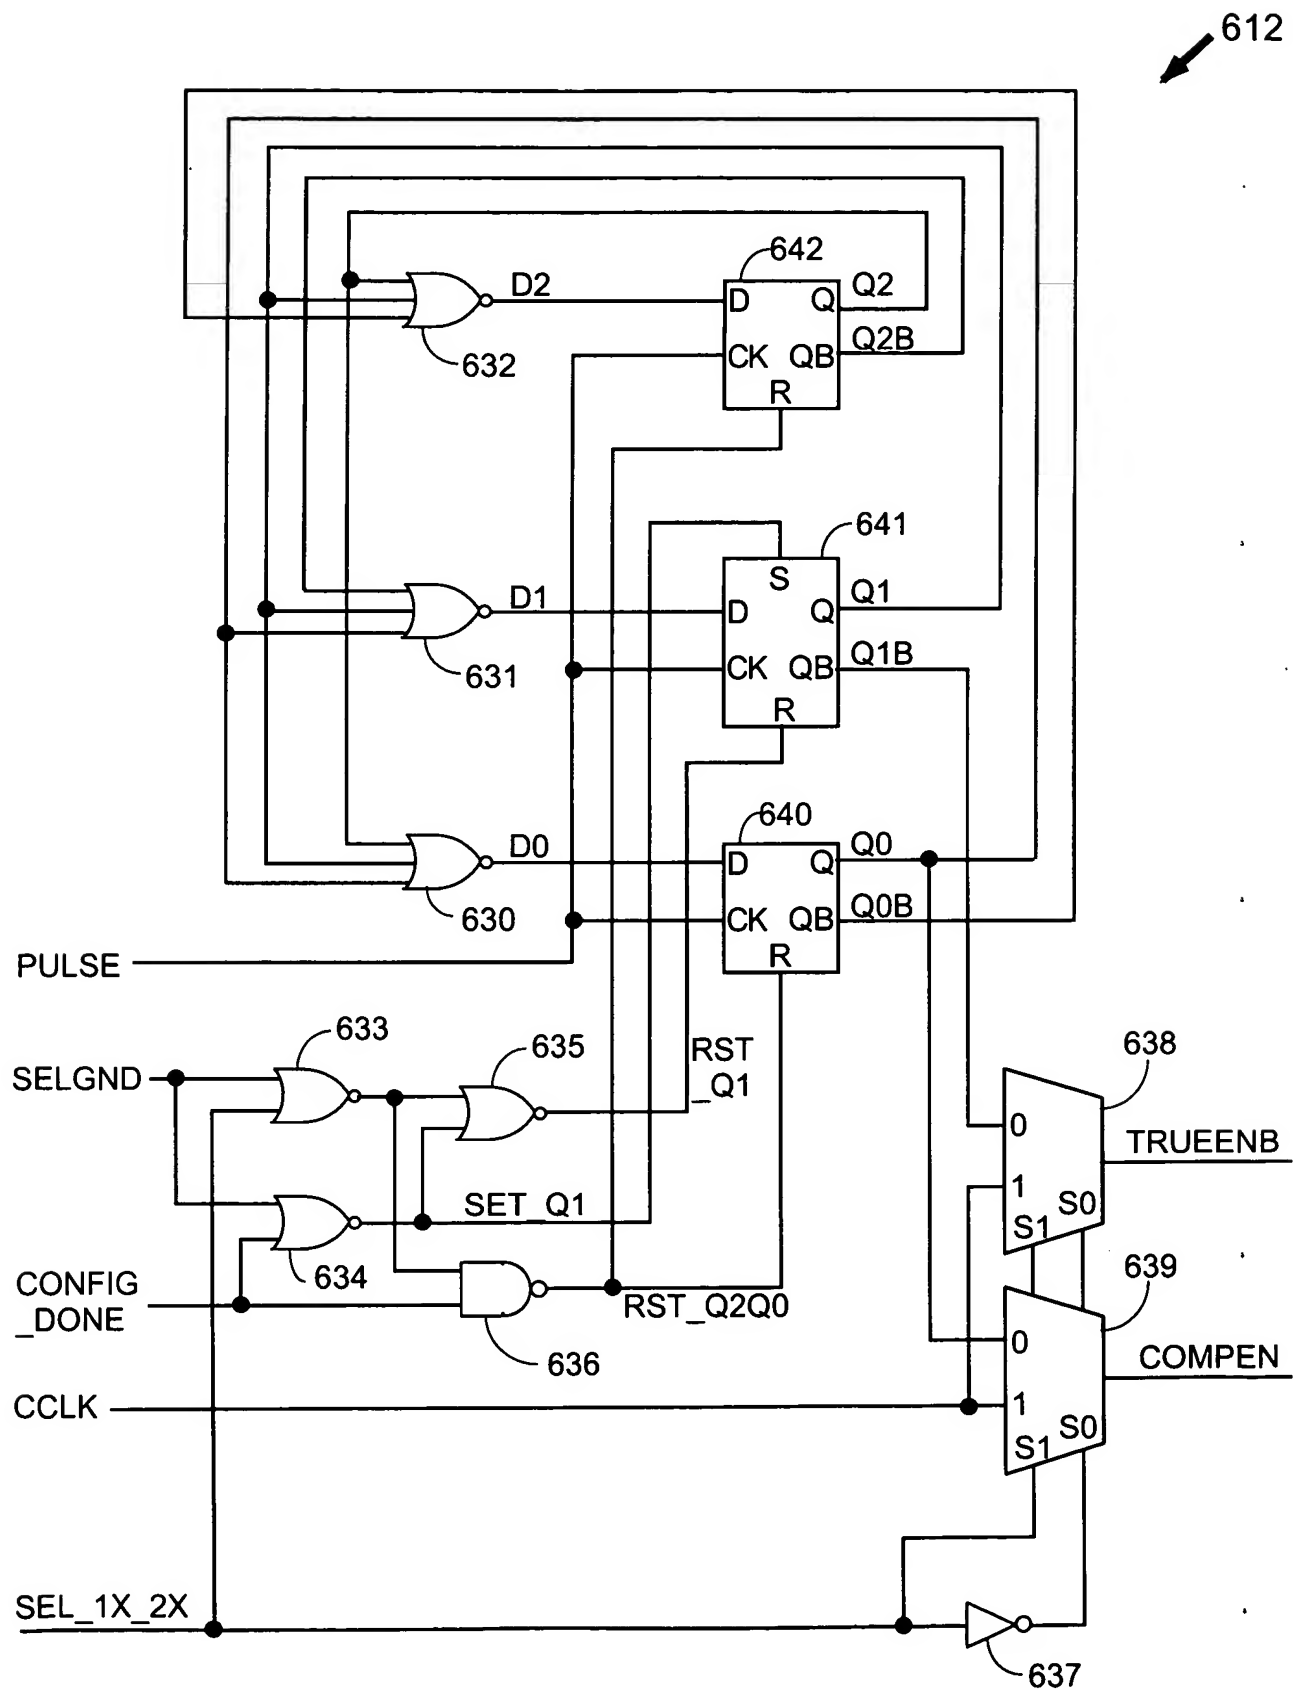 612
642
D2
D
Q
Q2
CK
QB
Q2B
632
R
641
S
D1
D
Q
Q1
CK
QB
Q1B
631
R
640
D0
D
Q
Q0
CK
QB
Q0B
630
R
PULSE
633
635
RST
_Q1
638
SELGND
0
TRUEENB
1
S0
S1
SET_Q1
634
639
CONFIG
_DONE
RST_Q2Q0
636
0
COMPEN
CCLK
1
S0
S1
SEL_1X_2X
637